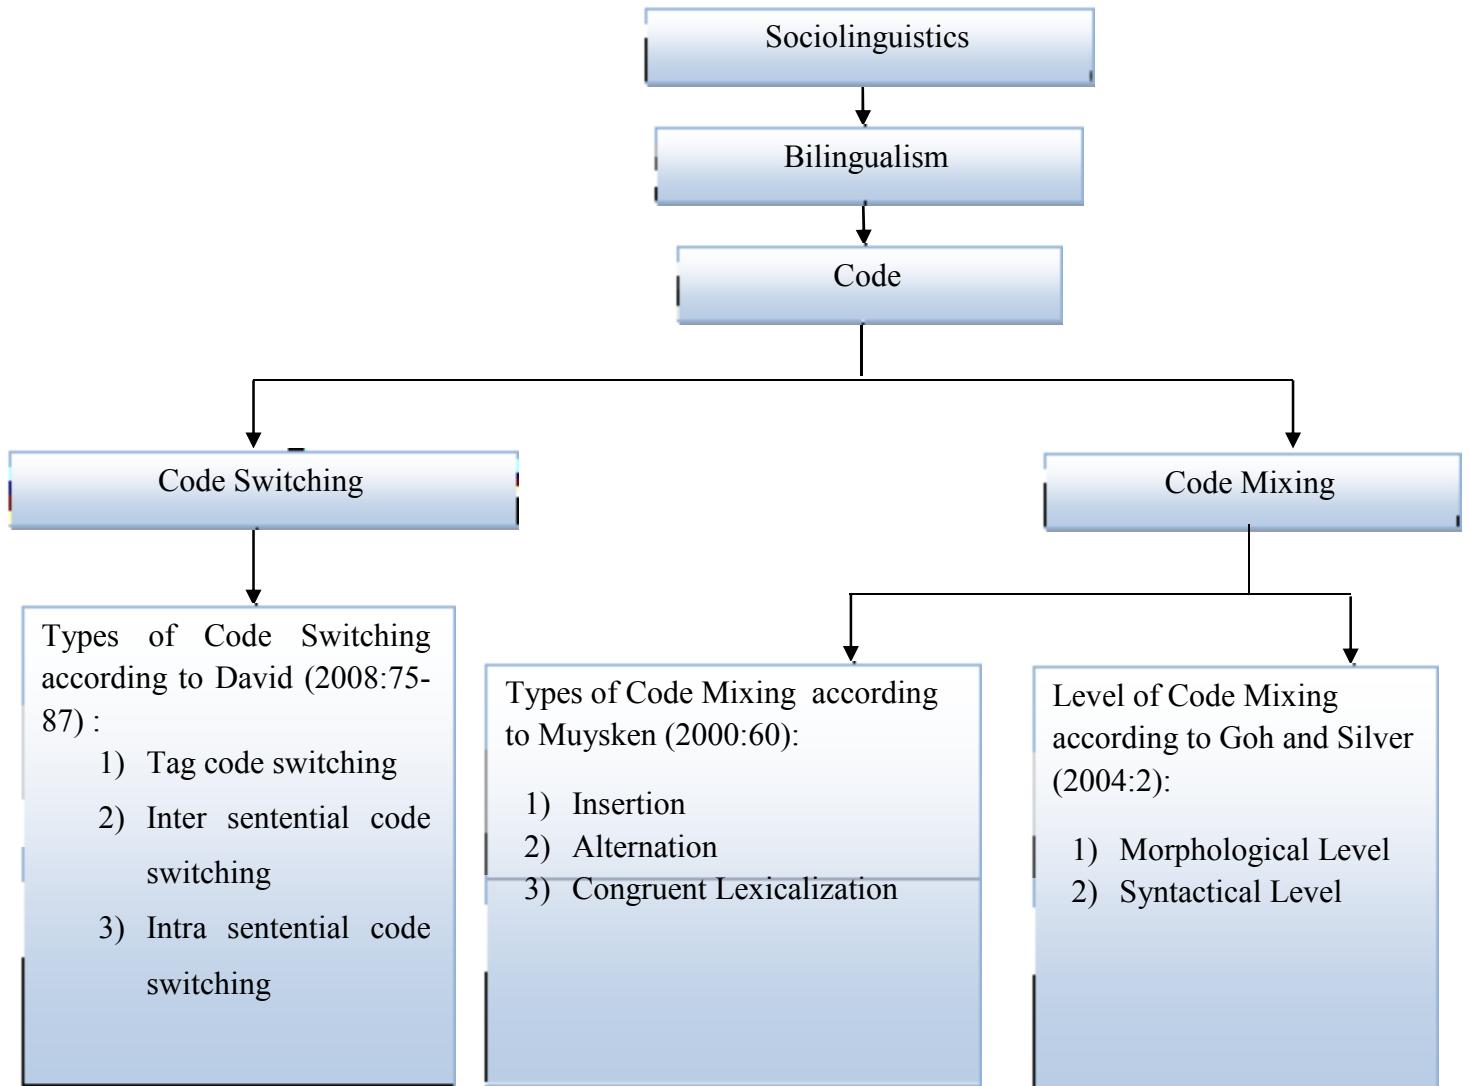 Sociolinguistics
Bilingualism
Code
Code Switching
Code Mixing
Types of Code Switching
according to David (2008:75-
87) :
1) Tag code switching
2) Inter sentential code
switching
3) Intra sentential code
switching
Types of Code Mixing according
to Muysken (2000:60):
1) Insertion
2) Alternation
3) Congruent Lexicalization
Level of Code Mixing
according to Goh and Silver
(2004:2):
1) Morphological Level
2) Syntactical Level